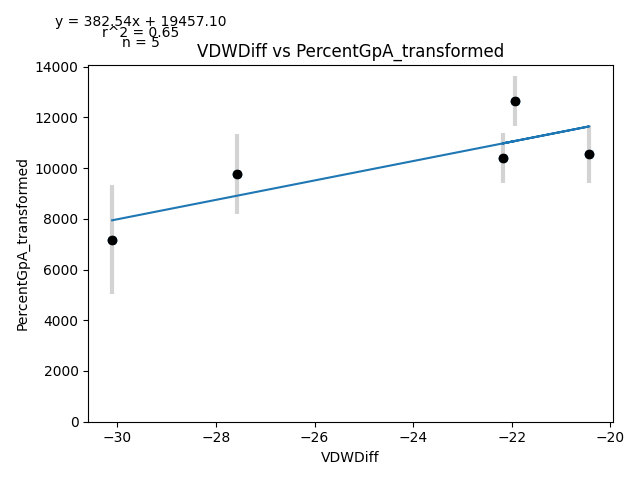 y = 382.54x + 19457.10
r^2 = 0.65
n = 5
VDWDiff vs PercentGpA_transformed
14000
12000
10000
8000
6000
4000
2000
0
PercentGpA_transformed
−30
−28
−26
−24
−22
−20
VDWDiff